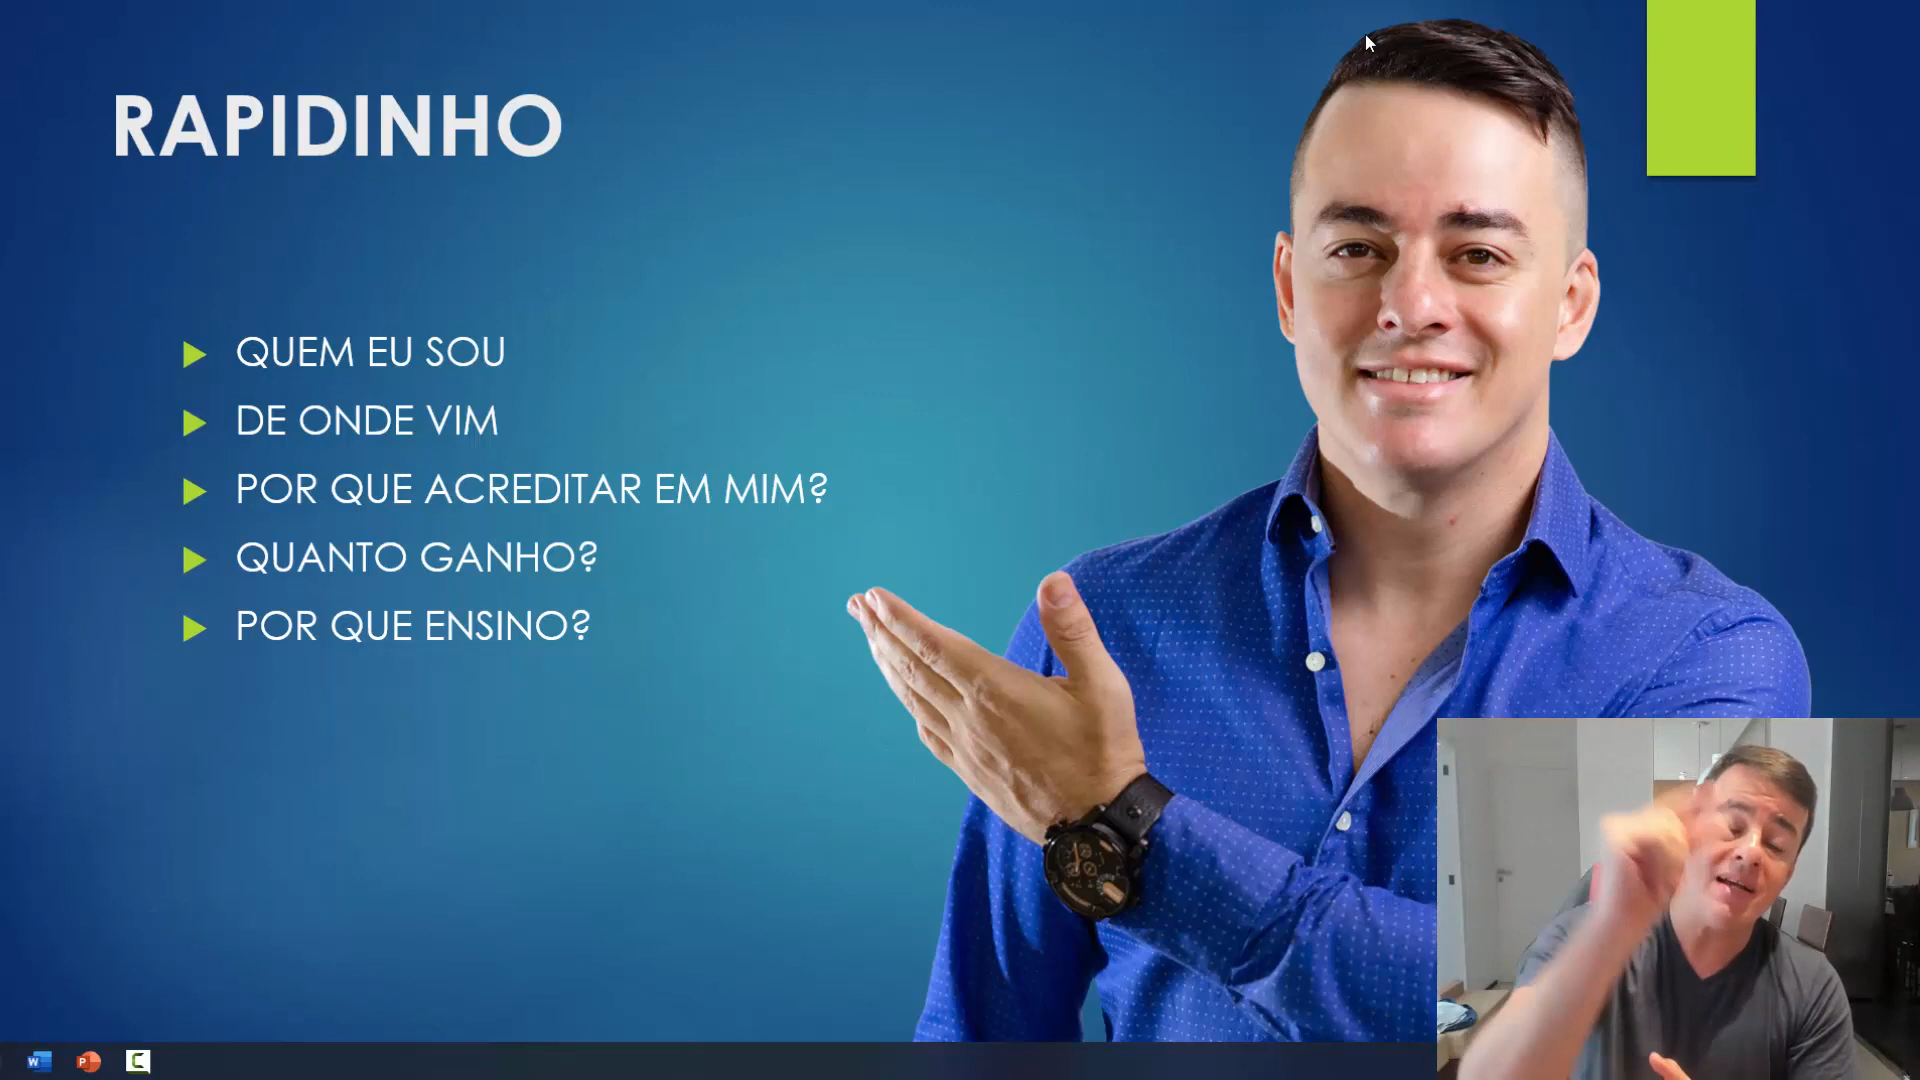 RAPIDINHO
QUEM EU SOU
DE ONDE VIM
POR QUE ACREDITAR EM MIM?
QUANTO GANHO?
POR QUE ENSINO?